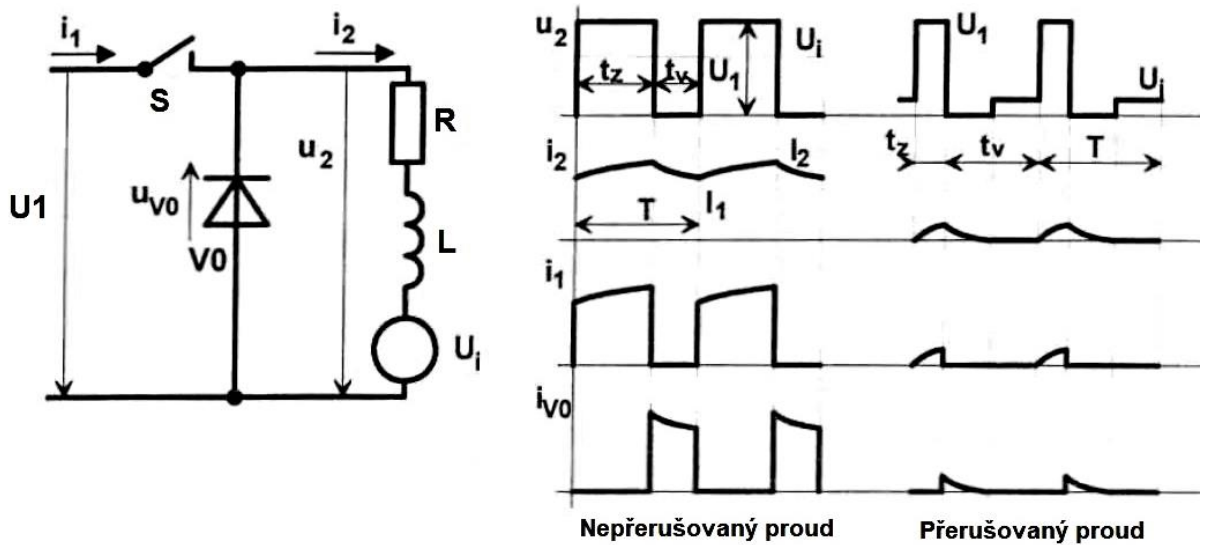 i1
S
U1
uV0
V0
i2
u2
R
L
Ui
u2
tz
tv
U1
Ui
i2
I2
T
I1
i1
iV0
Nepřerušovaný proud
U1
Ui
tz
tv
T
Přerušovaný proud